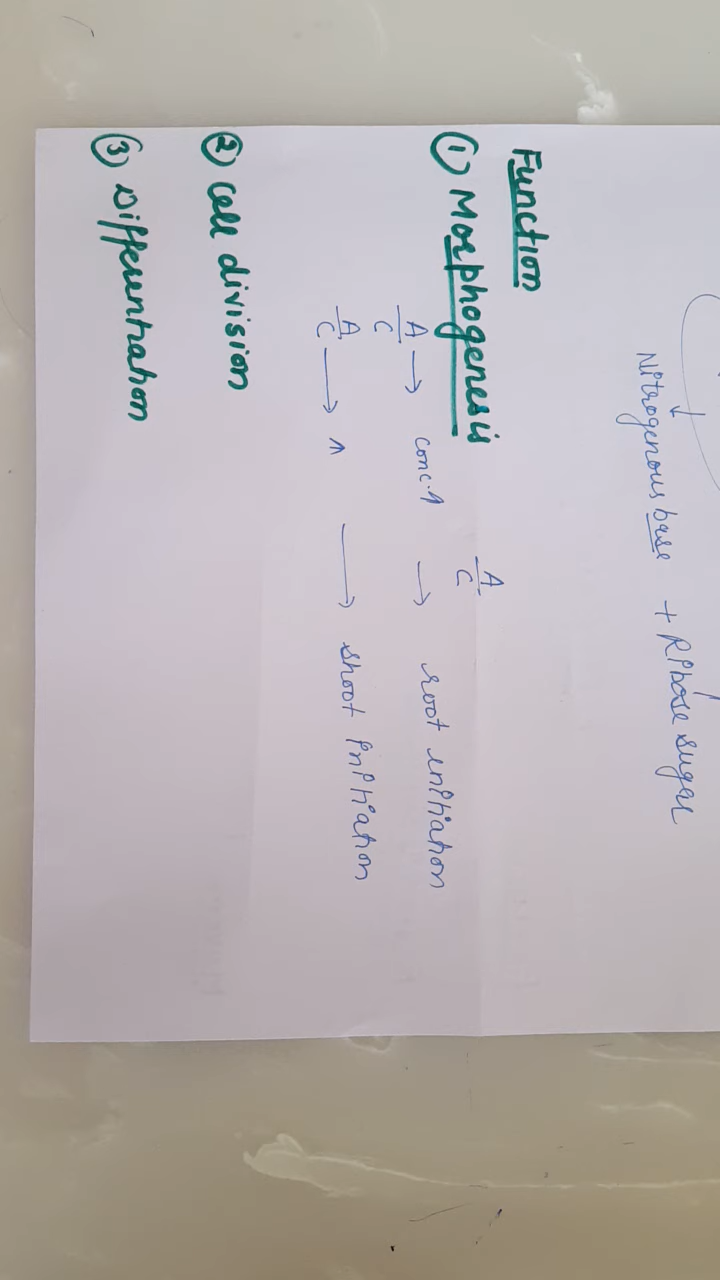 ↓
Nitrogenous base + Ribose sugar
Function
① Morphogenesis
A/C
A/C → conc.↑ → root initiation
A/C → ↑ → shoot initiation
② Cell division
③ Differentiation